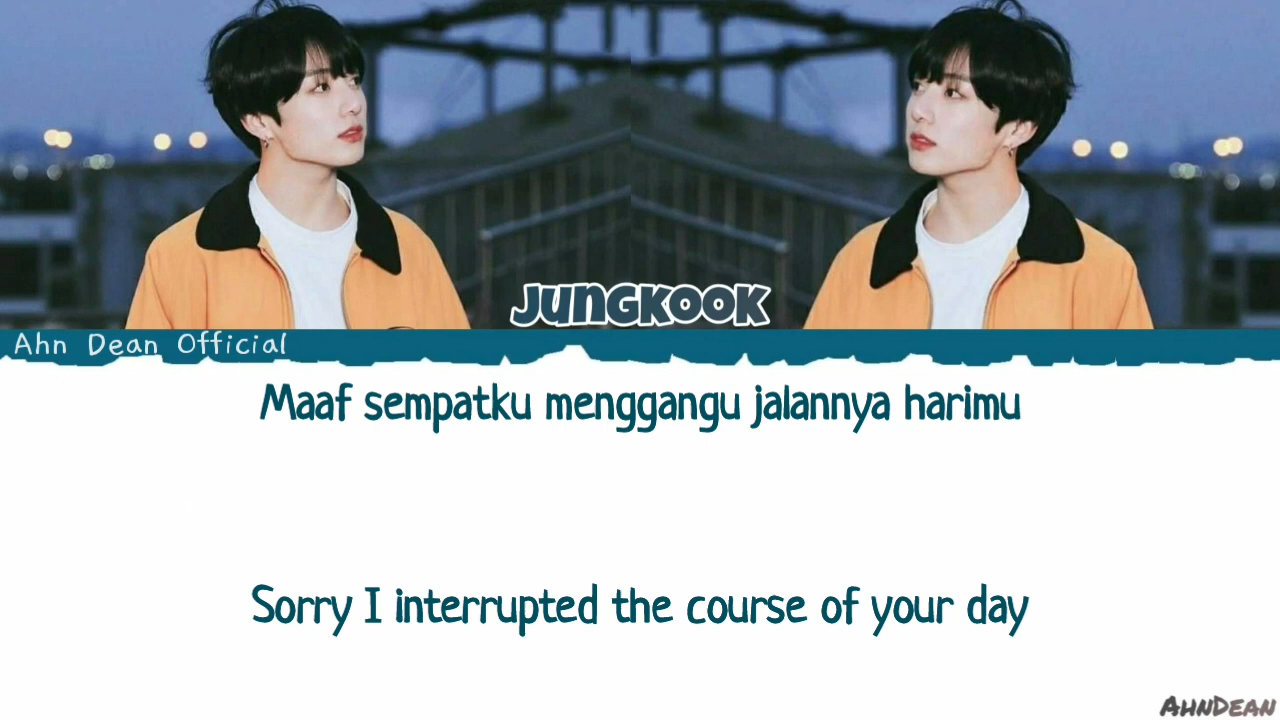 Jungkook
Ahn Dean Official
Maaf sempatku menggangu jalannya harimu
Sorry I interrupted the course of your day
AhnDean